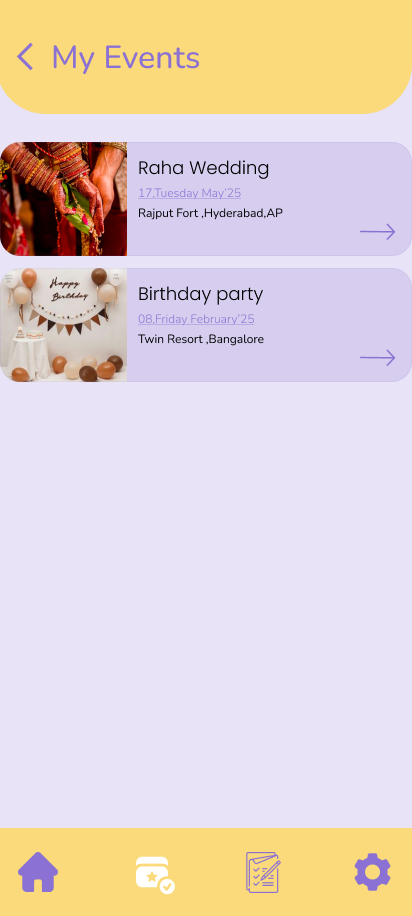 My Events
Raha Wedding
17,Tuesday May'25
Rajput Fort ,Hyderabad,AP
Happy
Birthday
Birthday party
08,Friday February'25
Twin Resort ,Bangalore